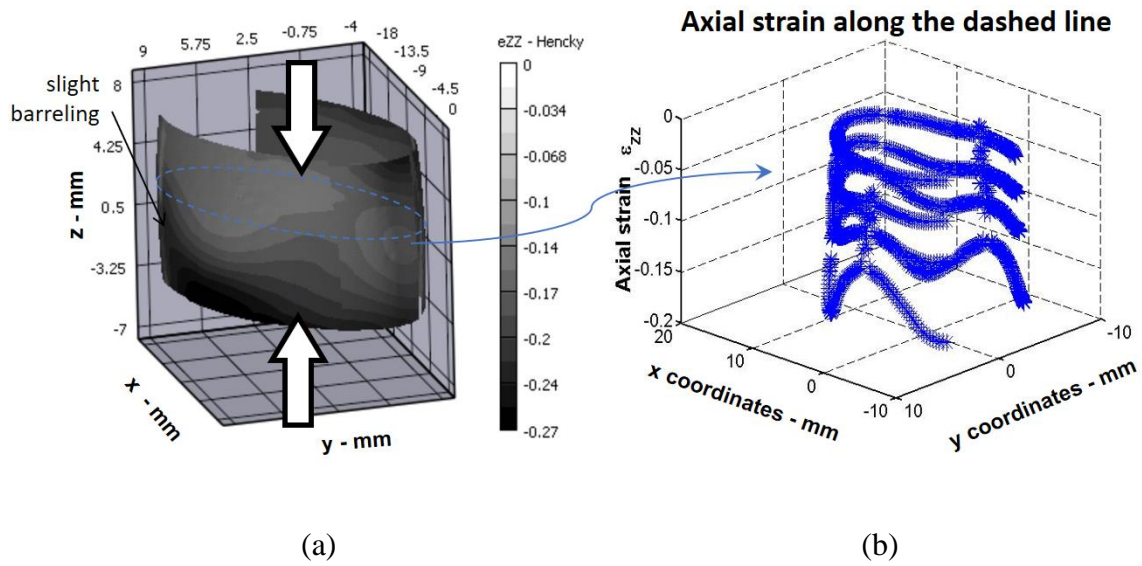 Axial strain along the dashed line
9 5.75 2.5 -0.75 -4 -18 -13.5 -9 -4.5 0
slight
barreling
8
4.25
0.5
-3.25
-7
z - mm
x - mm
y - mm
eZZ - Hencky
0
-0.034
-0.068
-0.1
-0.14
-0.17
-0.2
-0.24
-0.27
Axial strain εzz
0
-0.05
-0.1
-0.15
-0.2
20
10
0
-10
x coordinates - mm
10
0
-10
y coordinates - mm
(a) (b)